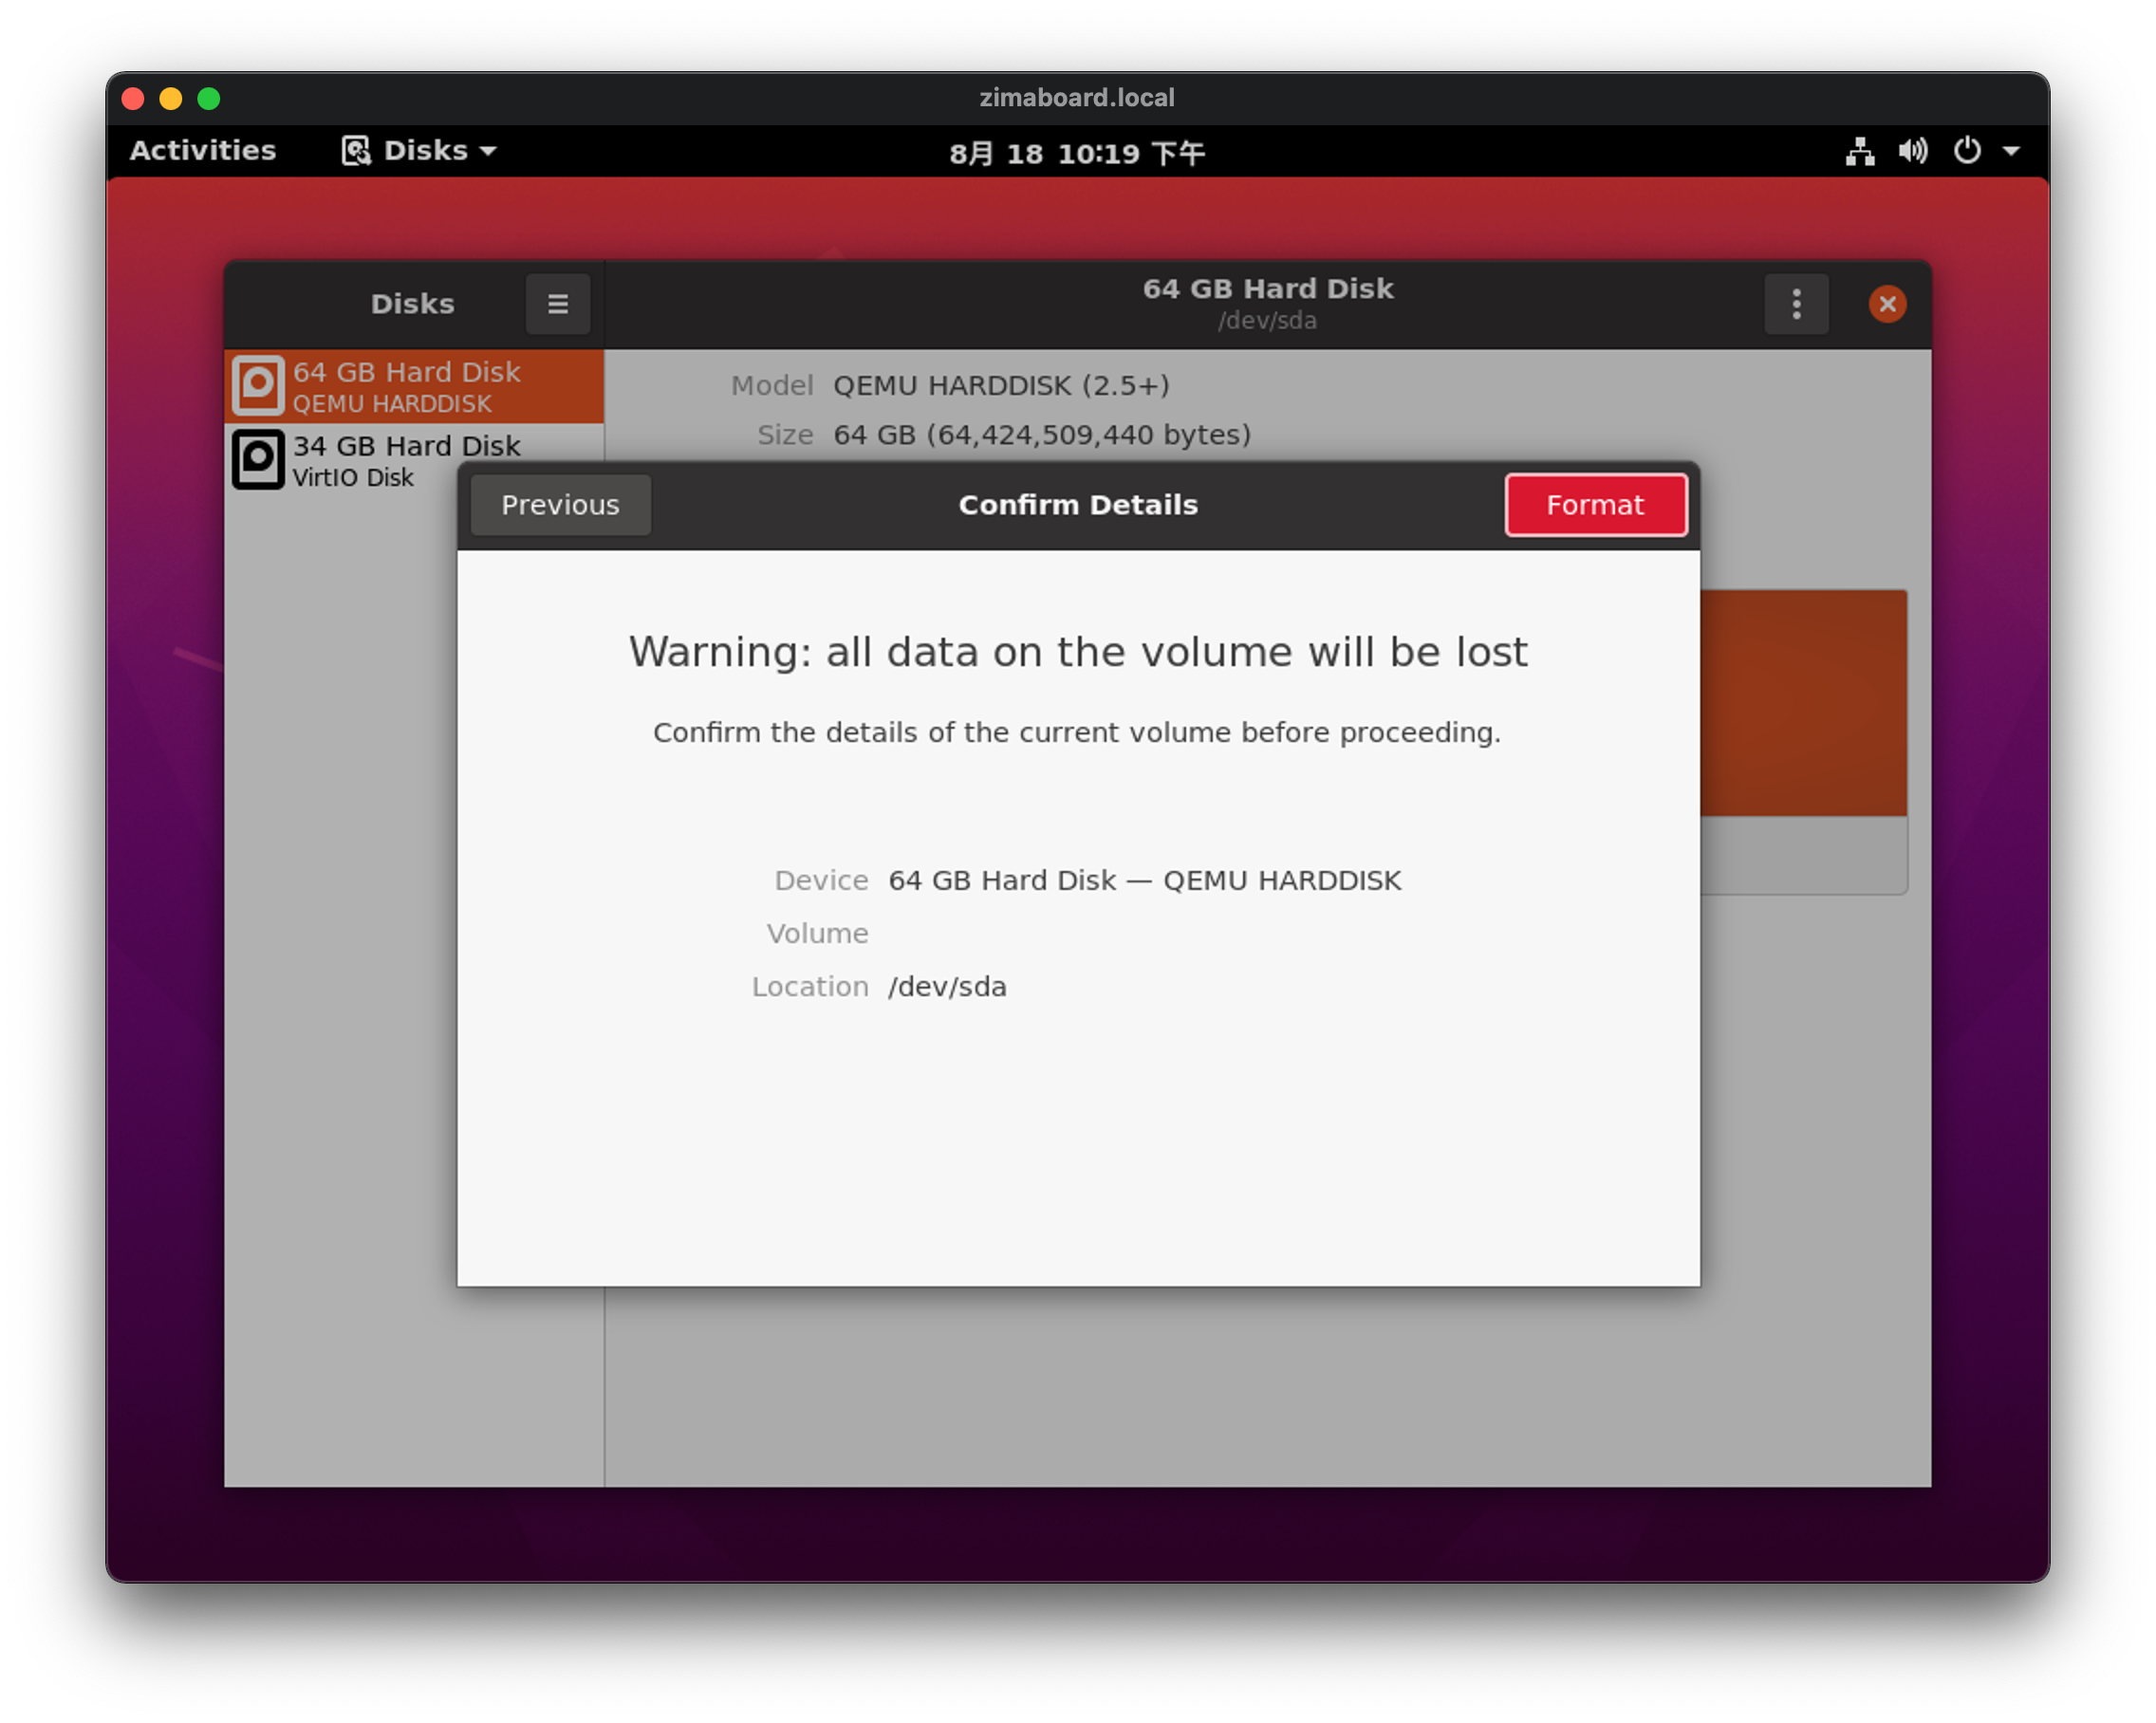 zimaboard.local
Activities
Disks
8月 18 10:19 下午
Disks
64 GB Hard Disk
/dev/sda
64 GB Hard Disk
QEMU HARDDISK
34 GB Hard Disk
VirtIO Disk
Model QEMU HARDDISK (2.5+)
Size 64 GB (64,424,509,440 bytes)
Previous
Confirm Details
Format
Warning: all data on the volume will be lost
Confirm the details of the current volume before proceeding.
Device 64 GB Hard Disk — QEMU HARDDISK
Volume
Location /dev/sda